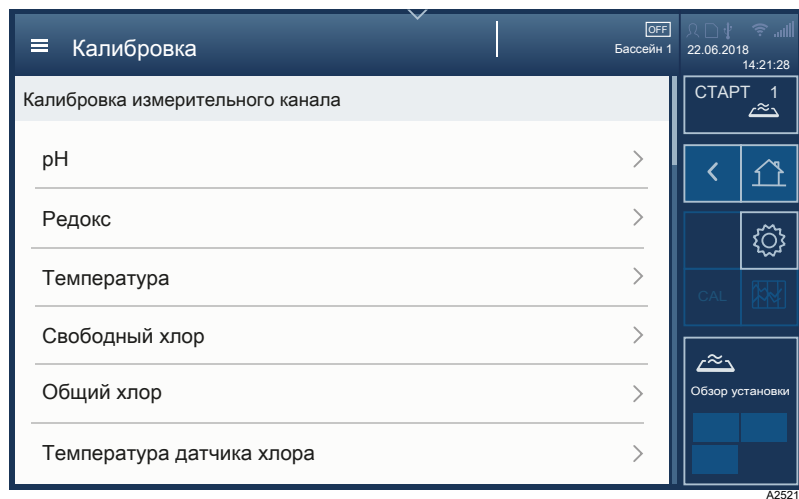 Калибровка
OFF
Бассейн 1
22.06.2018
14:21:28
Калибровка измерительного канала
СТАРТ 1
pH
Редокс
Температура
Свободный хлор
CAL
Общий хлор
Обзор установки
Температура датчика хлора
A2521